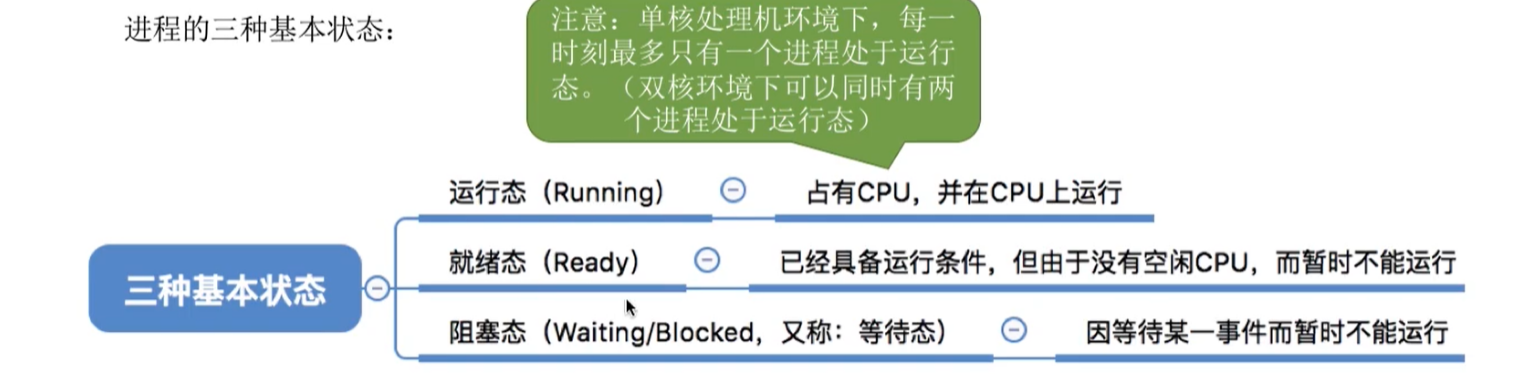 进程的三种基本状态：
注意：单核处理机环境下，每一
时刻最多只有一个进程处于运行
态。（双核环境下可以同时有两
个进程处于运行态）
三种基本状态
运行态（Running）
占有CPU，并在CPU上运行
就绪态（Ready）
已经具备运行条件，但由于没有空闲CPU，而暂时不能运行
阻塞态（Waiting/Blocked，又称：等待态）
因等待某一事件而暂时不能运行